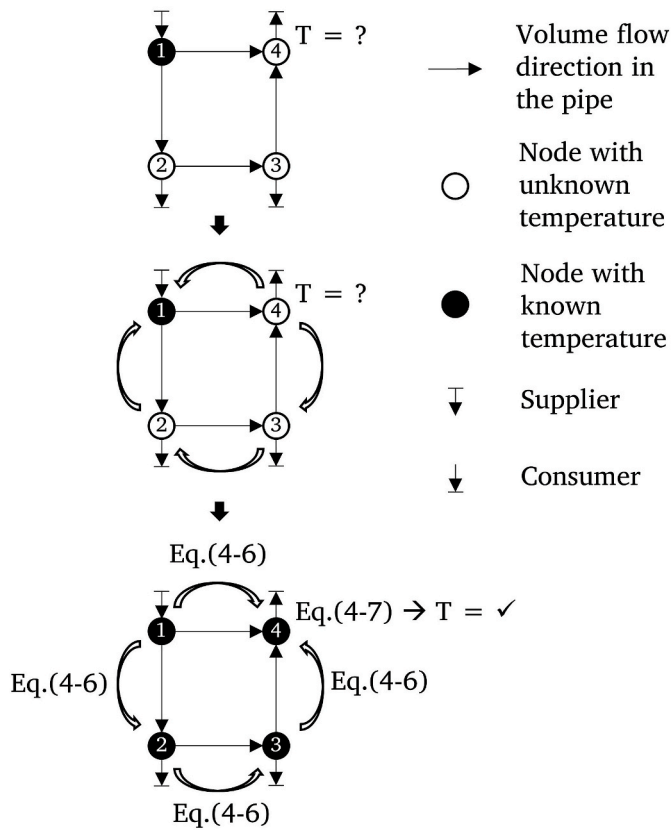 1
4
T = ?
2
3
Volume flow
direction in
the pipe
Node with
unknown
temperature
Node with
known
temperature
Supplier
Consumer
1
4
T = ?
2
3
Eq.(4-6)
1
4
Eq.(4-7) → T = ✓
Eq.(4-6)
Eq.(4-6)
2
3
Eq.(4-6)